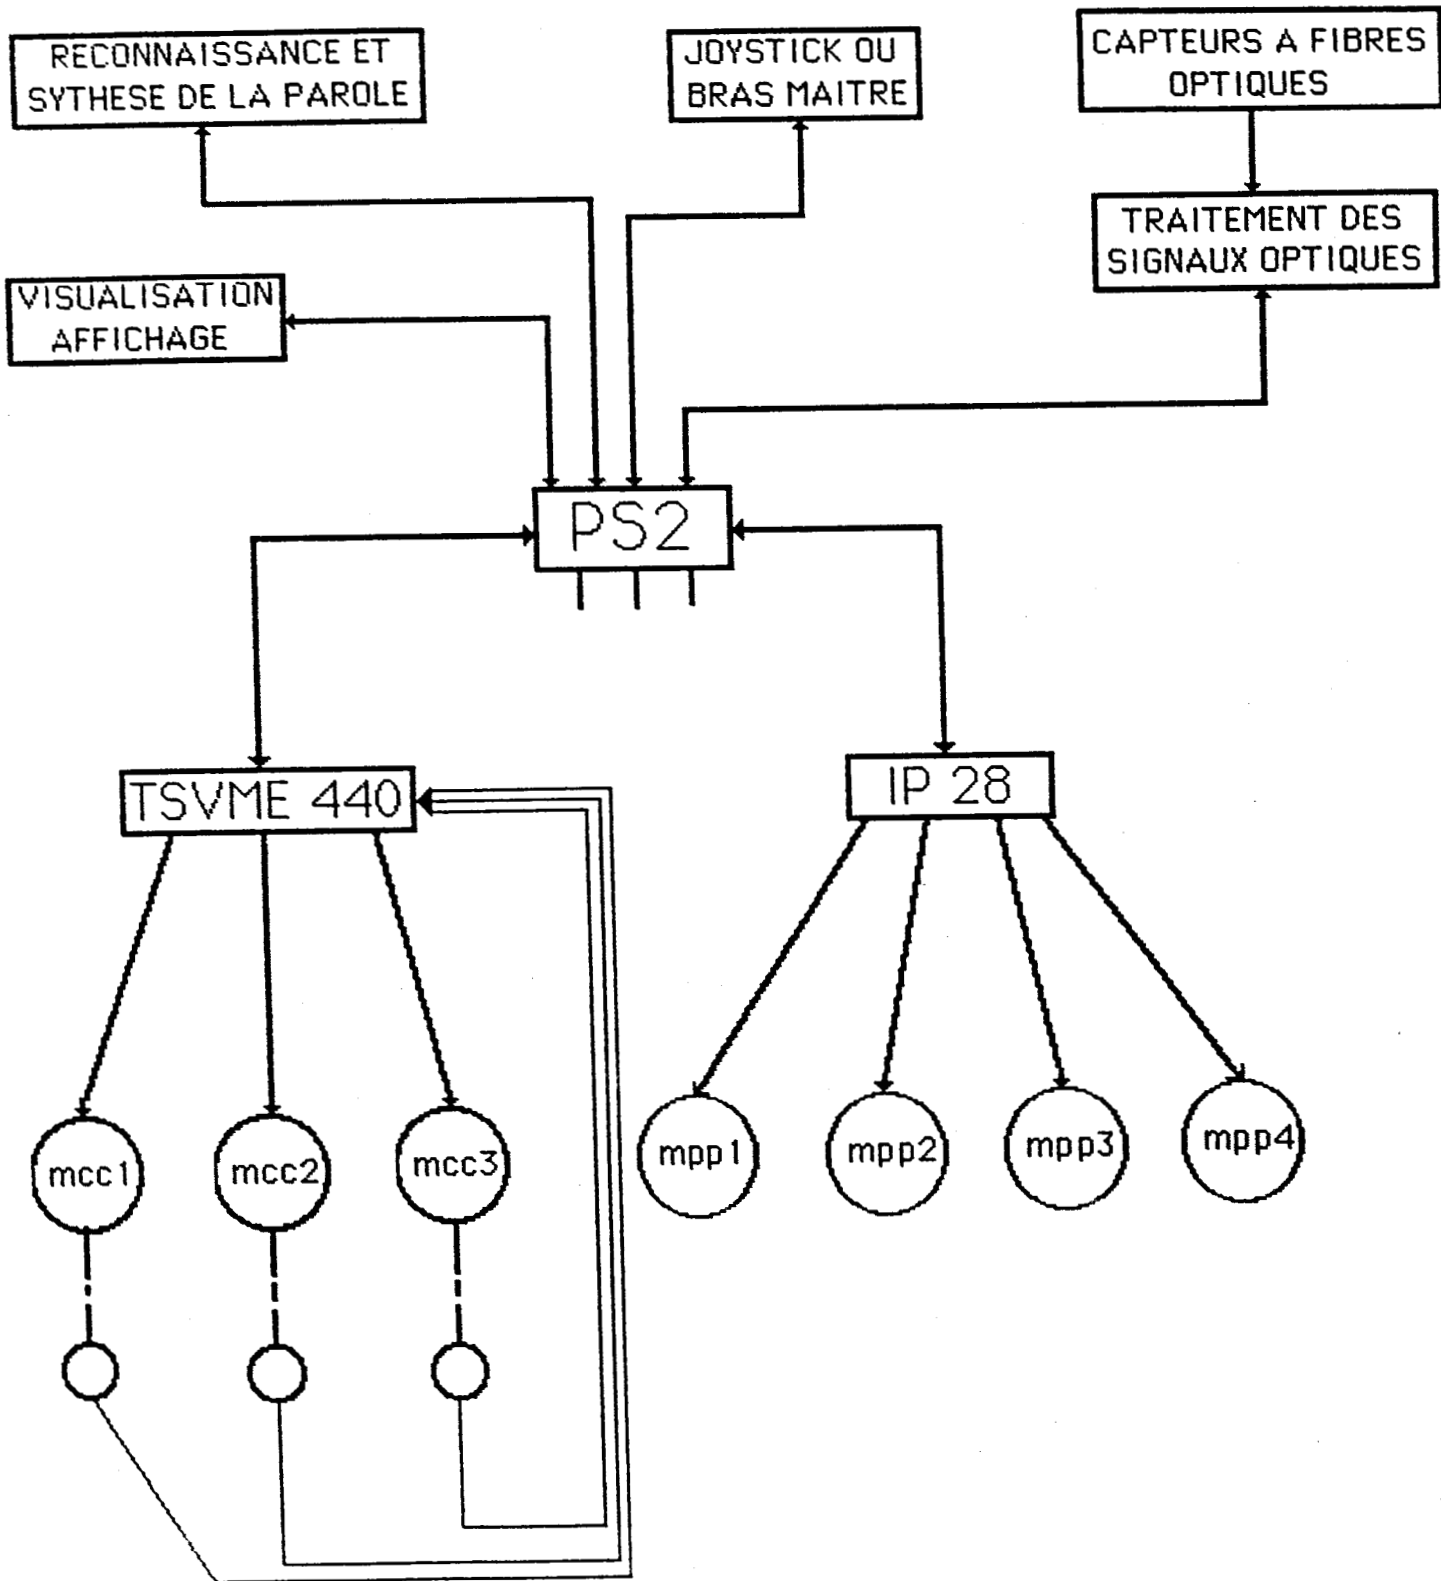 RECONNAISSANCE ET
SYTHESE DE LA PAROLE
JOYSTICK OU
BRAS MAITRE
CAPTEURS A FIBRES
OPTIQUES
TRAITEMENT DES
SIGNAUX OPTIQUES
VISUALISATION
AFFICHAGE
PS2
TSVME 440
IP 28
mcc1
mcc2
mcc3
mpp1
mpp2
mpp3
mpp4